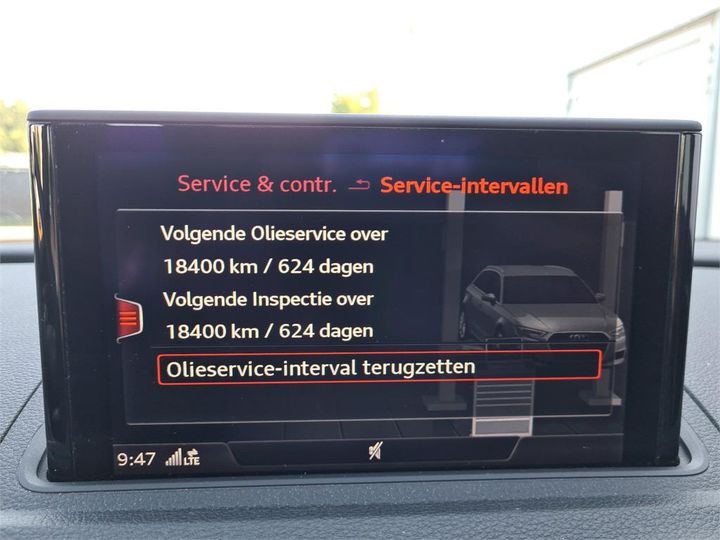 Service & contr. Service-intervallen
Volgende Olieservice over
18400 km / 624 dagen
Volgende Inspectie over
18400 km / 624 dagen
Olieservice-interval terugzetten
9:47 LTE